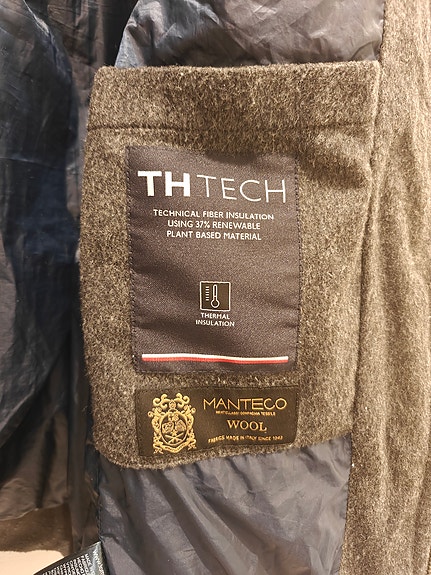 TH TECH
TECHNICAL FIBER INSULATION
USING 37% RENEWABLE
PLANT BASED MATERIAL
THERMAL
INSULATION
MANTECO
WOOL
FABRICS MADE IN ITALY SINCE 1943